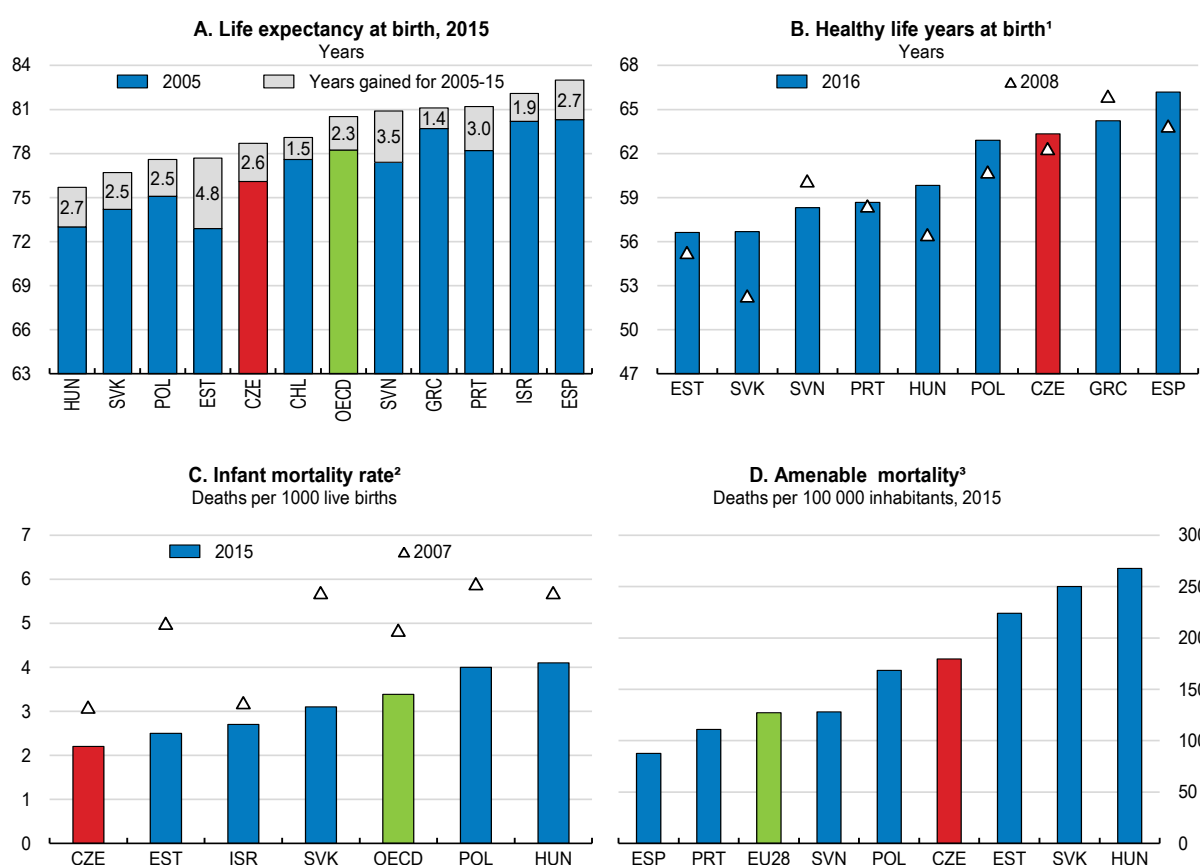 A. Life expectancy at birth, 2015
Years
2005
Years gained for 2005-15
84
81
78
75
72
69
66
63
2.7
2.5
2.5
4.8
2.6
1.5
2.3
3.5
1.4
3.0
1.9
2.7
HUN
SVK
POL
EST
CZE
CHL
OECD
SVN
GRC
PRT
ISR
ESP
B. Healthy life years at birth¹
Years
2016
2008
68
65
62
59
56
53
50
47
EST SVK SVN PRT HUN POL CZE GRC ESP
C. Infant mortality rate²
Deaths per 1000 live births
2015
2007
7
6
5
4
3
2
1
0
CZE EST ISR SVK OECD POL HUN
D. Amenable mortality³
Deaths per 100 000 inhabitants, 2015
300
250
200
150
100
50
0
ESP PRT EU28 SVN POL CZE EST SVK HUN